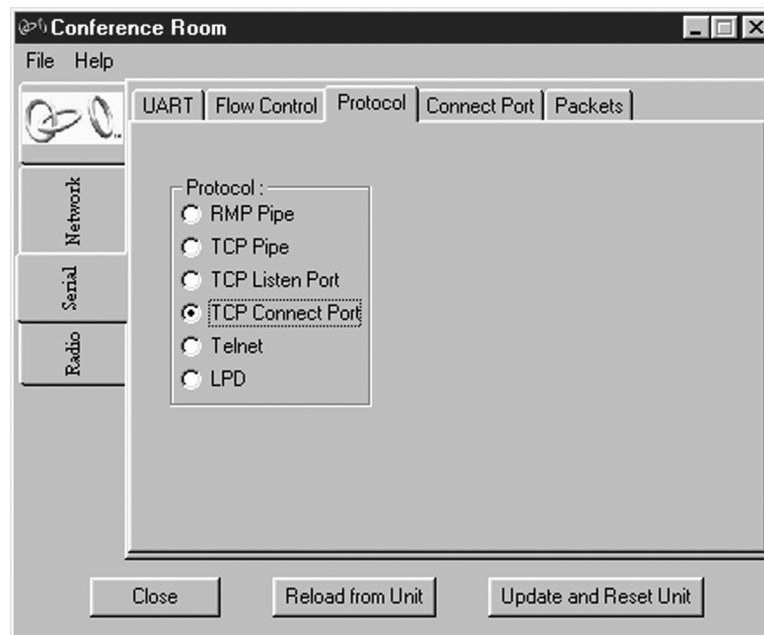 Conference Room
File Help
UART Flow Control Protocol Connect Port Packets
Network
Serial
Radio
Protocol :
RMP Pipe
TCP Pipe
TCP Listen Port
TCP Connect Port
Telnet
LPD
Close Reload from Unit Update and Reset Unit